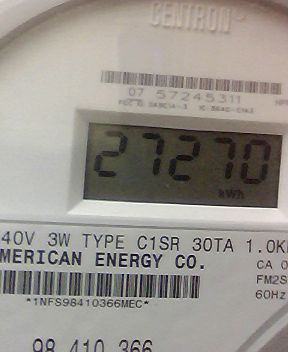 CENTRON
07 57245311
27270
kWh
40V 3W TYPE C1SR 30TA 1.0K
MERICAN ENERGY CO.
CA 0
FM2S
60Hz
*1NFS98410366MEC*
98 410 366